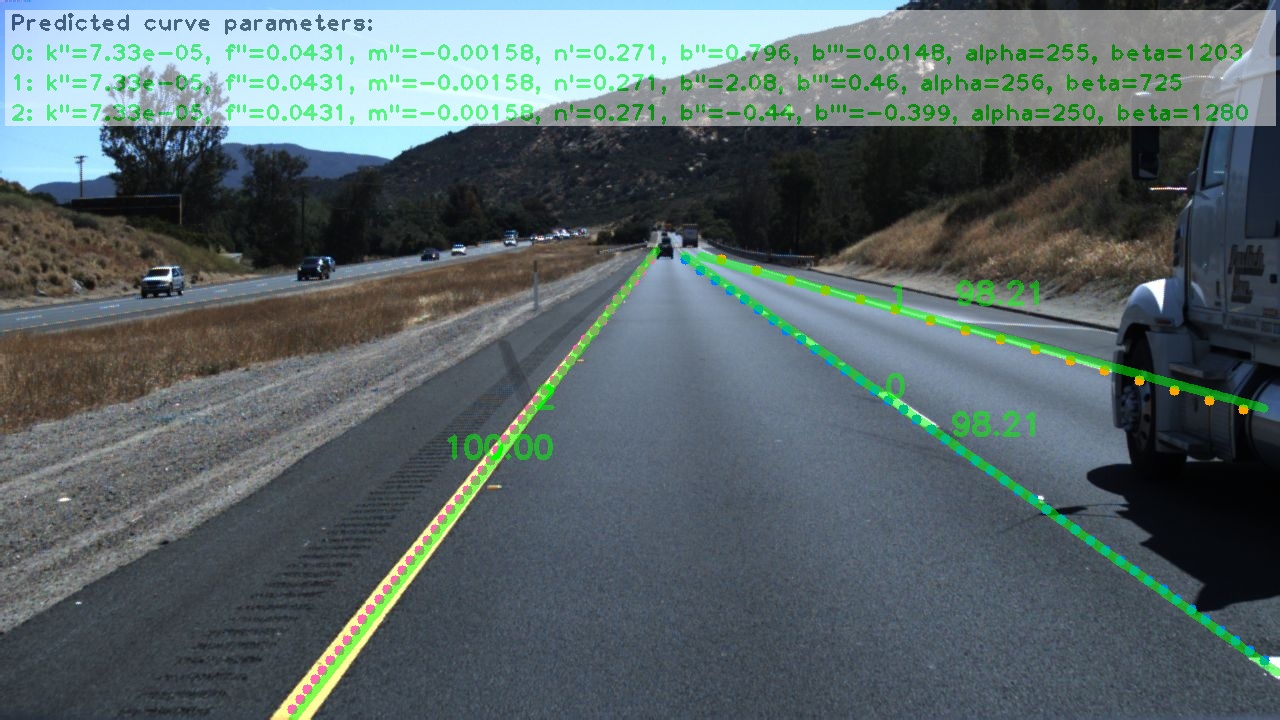 Predicted curve parameters:
0: k''=7.33e-05, f''=0.0431, m''=-0.00158, n'=0.271, b''=0.796, b'''=0.0148, alpha=255, beta=1203
1: k''=7.33e-05, f''=0.0431, m''=-0.00158, n'=0.271, b''=2.08, b'''=0.46, alpha=256, beta=725
2: k''=7.33e-05, f''=0.0431, m''=-0.00158, n'=0.271, b''=-0.44, b'''=-0.399, alpha=250, beta=1280
1 98.21
0
98.21
2
100.00